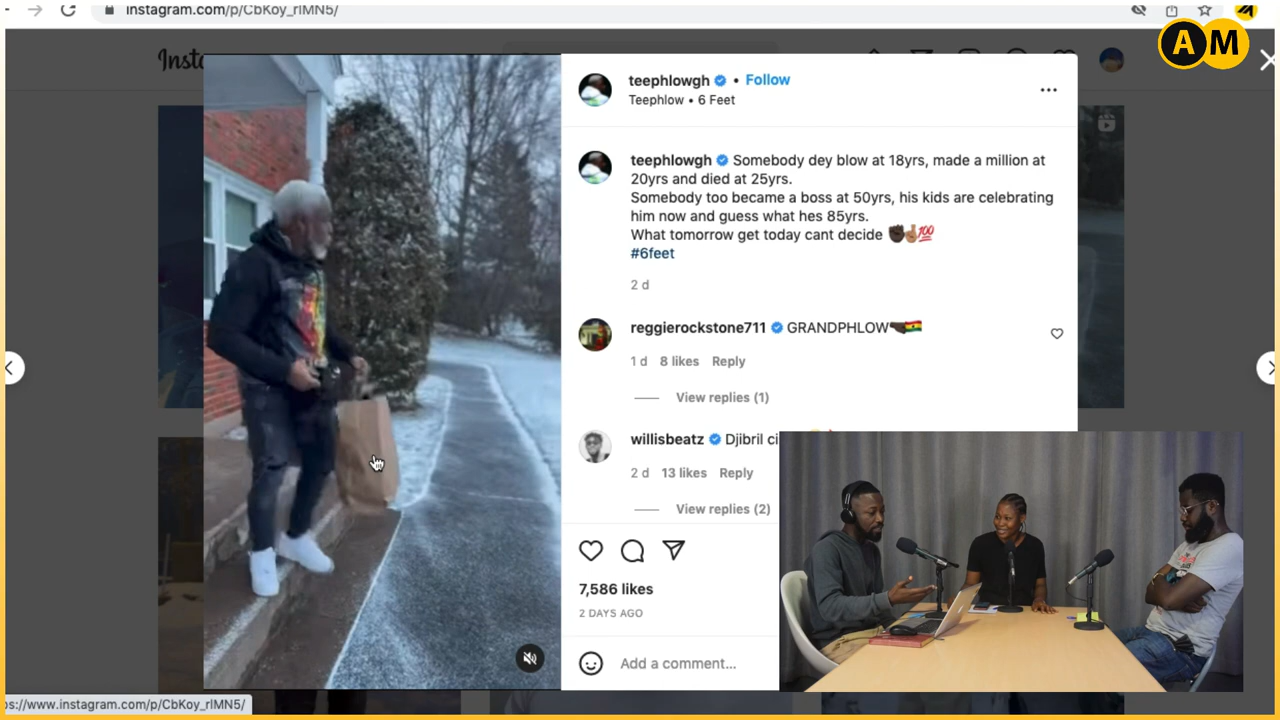 instagram.com/p/CbKoy_rIMN5/
AM
Insta
teephlowgh • Follow
Teephlow • 6 Feet
teephlowgh Somebody dey blow at 18yrs, made a million at
20yrs and died at 25yrs.
Somebody too became a boss at 50yrs, his kids are celebrating
him now and guess what hes 85yrs.
What tomorrow get today cant decide ✊🏿🤞🏽💯
#6feet
2 d
reggierockstone711 GRANDPHLOW
1 d 8 likes Reply
View replies (1)
willisbeatz Djibril ci
2 d 13 likes Reply
View replies (2)
7,586 likes
2 DAYS AGO
Add a comment...
ps://www.instagram.com/p/CbKoy_rIMN5/